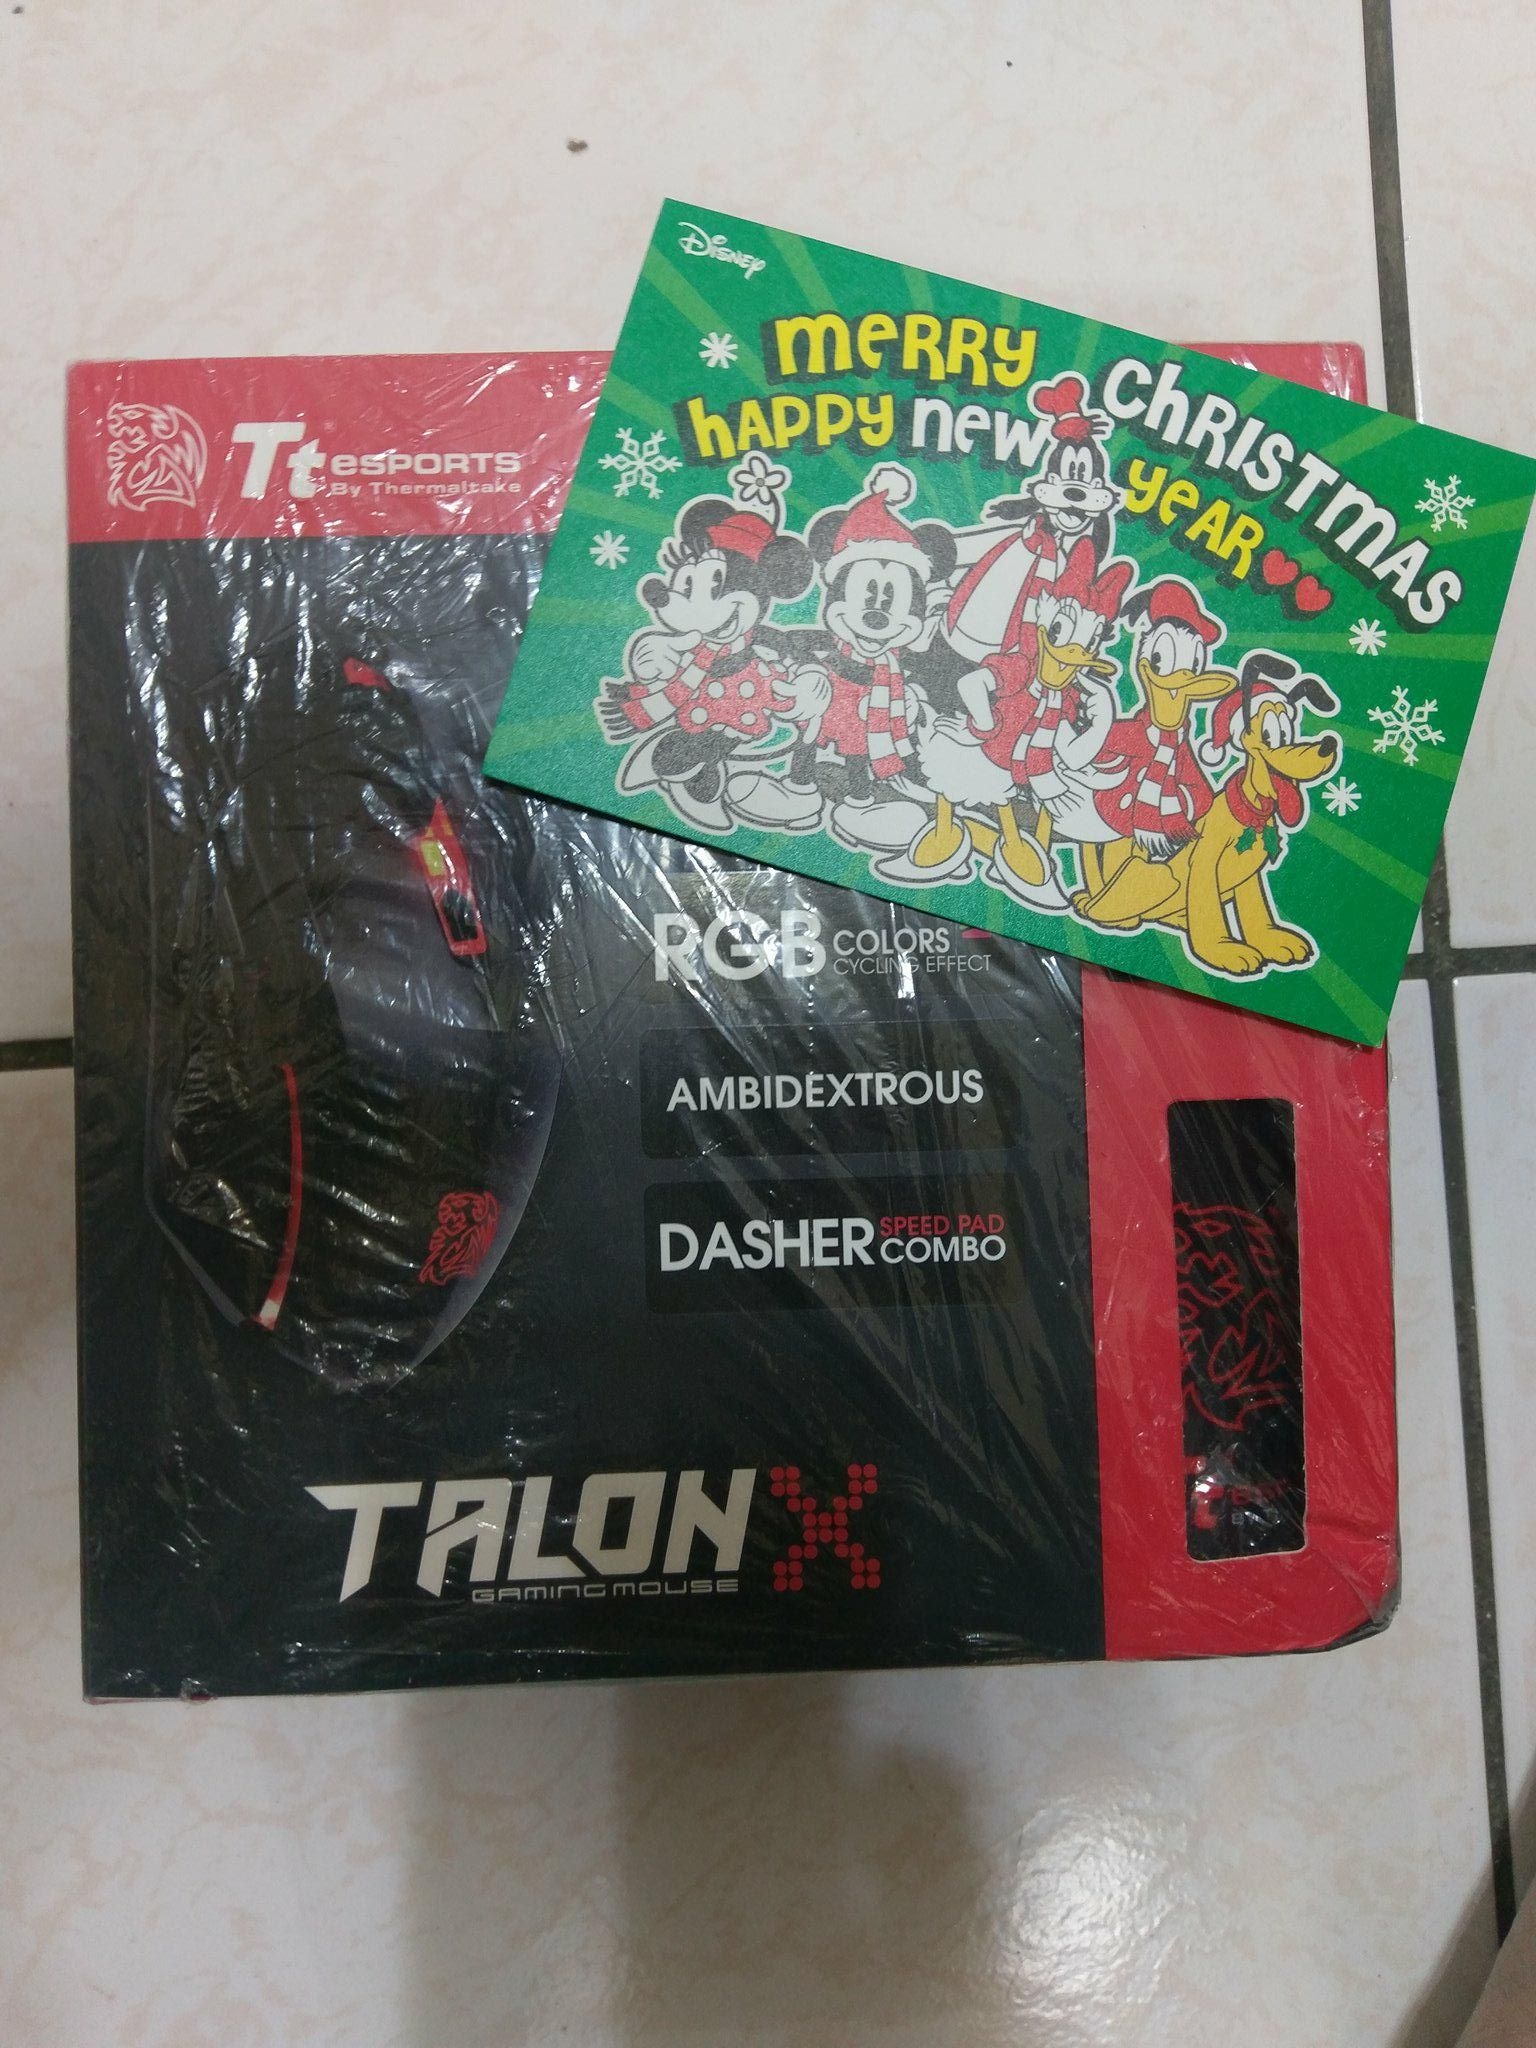 Disney
merry Christmas
happy new year
Tt esports
By Thermaltake
RGB COLORS
CYCLING EFFECT
AMBIDEXTROUS
DASHER SPEED PAD
COMBO
TALON X
GAMING MOUSE